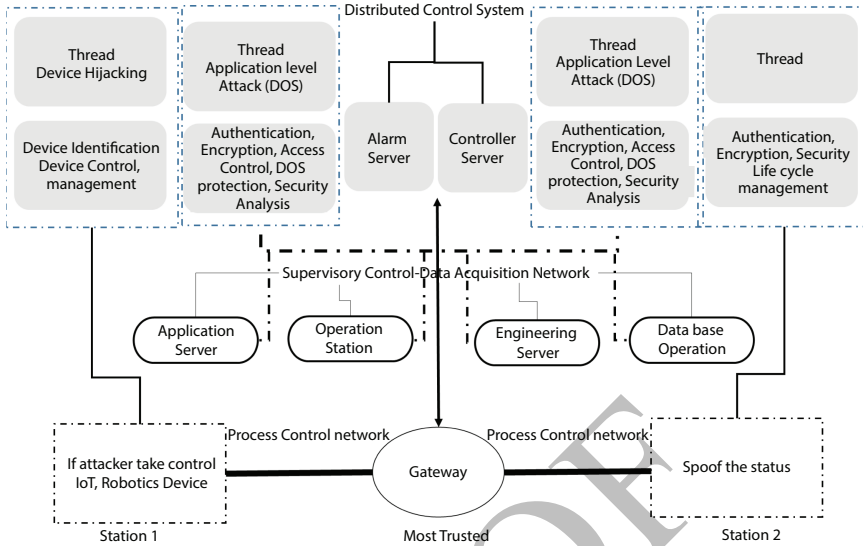 Distributed Control System
Thread
Device Hijacking
Device Identification
Device Control,
management
Thread
Application level
Attack (DOS)
Authentication,
Encryption, Access
Control, DOS
protection, Security
Analysis
Alarm
Server
Controller
Server
Thread
Application Level
Attack (DOS)
Authentication,
Encryption, Access
Control, DOS
protection, Security
Analysis
Thread
Authentication,
Encryption, Security
Life cycle
management
Supervisory Control-Data Acquisition Network
Application
Server
Operation
Station
Engineering
Server
Data base
Operation
Process Control network
Process Control network
If attacker take control
IoT, Robotics Device
Gateway
Spoof the status
Station 1
Most Trusted
Station 2